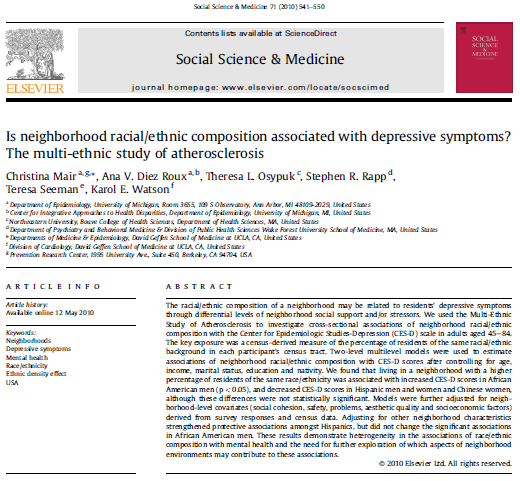 Social Science & Medicine 71 (2010) 541–550
Contents lists available at ScienceDirect
Social Science & Medicine
journal homepage: www.elsevier.com/locate/socscimed
ELSEVIER
SOCIAL
SCIENCE
&
MEDICINE
Is neighborhood racial/ethnic composition associated with depressive symptoms?
The multi-ethnic study of atherosclerosis
Christina Mair a,g,*, Ana V. Diez Roux a,b, Theresa L. Osypuk c, Stephen R. Rapp d,
Teresa Seeman e, Karol E. Watson f
a Department of Epidemiology, University of Michigan, Room 3655, 109 S Observatory, Ann Arbor, MI 48109-2029, United States
b Center for Integrative Approaches to Health Disparities, Department of Epidemiology, University of Michigan, MI, United States
c Northeastern University, Bouve College of Health Sciences, Department of Health Sciences, MA, United States
d Department of Psychiatry and Behavioral Medicine & Division of Public Health Sciences Wake Forest University School of Medicine, MA, United States
e Departments of Medicine & Epidemiology, David Geffen School of Medicine at UCLA, CA, United States
f Division of Cardiology, David Geffen School of Medicine at UCLA, CA, United States
g Prevention Research Center, 1995 University Ave., Suite 450, Berkeley, CA 94704, USA
ARTICLE INFO
Article history:
Available online 12 May 2010
Keywords:
Neighborhoods
Depressive symptoms
Mental health
Race/ethnicity
Ethnic density effect
USA
ABSTRACT
The racial/ethnic composition of a neighborhood may be related to residents' depressive symptoms
through differential levels of neighborhood social support and/or stressors. We used the Multi-Ethnic
Study of Atherosclerosis to investigate cross-sectional associations of neighborhood racial/ethnic
composition with the Center for Epidemiologic Studies-Depression (CES-D) scale in adults aged 45–84.
The key exposure was a census-derived measure of the percentage of residents of the same racial/ethnic
background in each participant's census tract. Two-level multilevel models were used to estimate
associations of neighborhood racial/ethnic composition with CES-D scores after controlling for age,
income, marital status, education and nativity. We found that living in a neighborhood with a higher
percentage of residents of the same race/ethnicity was associated with increased CES-D scores in African
American men (p < 0.05), and decreased CES-D scores in Hispanic men and women and Chinese women,
although these differences were not statistically significant. Models were further adjusted for neigh-
borhood-level covariates (social cohesion, safety, problems, aesthetic quality and socioeconomic factors)
derived from survey responses and census data. Adjusting for other neighborhood characteristics
strengthened protective associations amongst Hispanics, but did not change the significant associations
in African American men. These results demonstrate heterogeneity in the associations of race/ethnic
composition with mental health and the need for further exploration of which aspects of neighborhood
environments may contribute to these associations.
© 2010 Elsevier Ltd. All rights reserved.